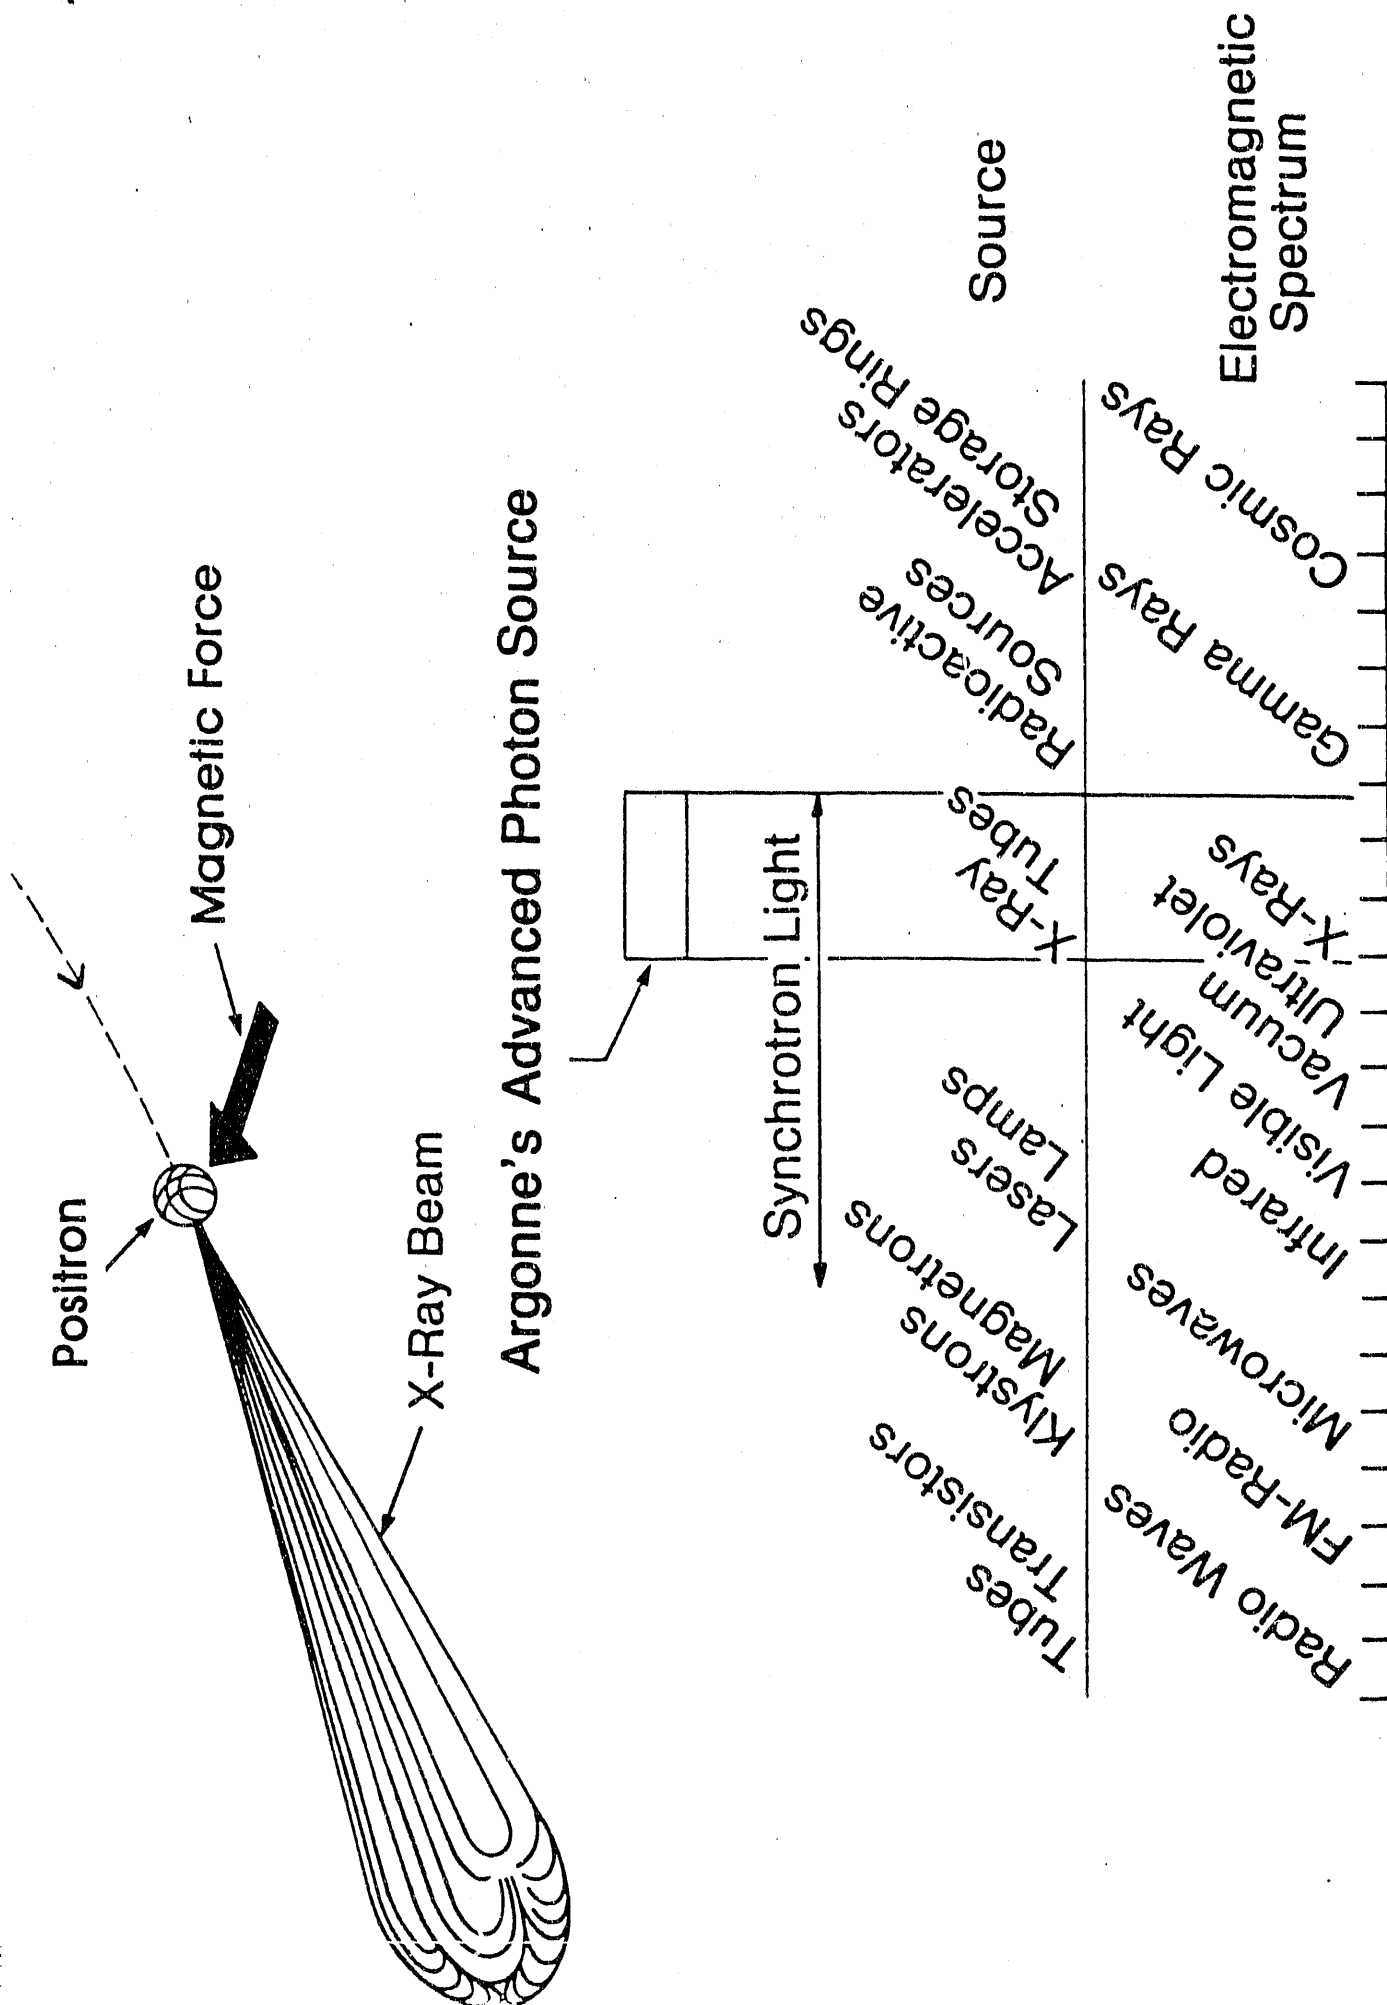 Positron
Magnetic Force
X-Ray Beam
Argonne's Advanced Photon Source
Synchrotron Light
Tubes
Transistors
Klystrons
Magnetrons
Lasers
Lamps
X-Ray
Tubes
Radioactive
Sources
Accelerators
Storage Rings
Source
Radio Waves
FM-Radio
Microwaves
Infrared
Visible Light
Vacuum
Ultraviolet
X-Rays
Gamma Rays
Cosmic Rays
Electromagnetic
Spectrum